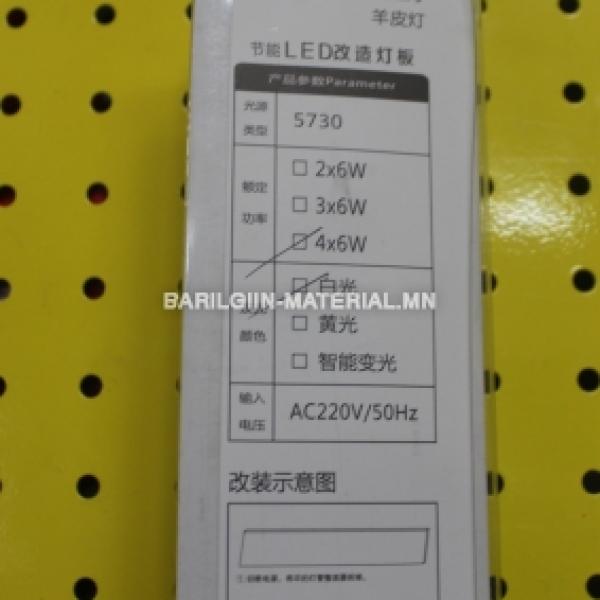 羊皮灯
节能LED改造灯板
产品参数Parameter
光源
类型
5730
额定
功率
□ 2x6W
□ 3x6W
□ 4x6W
□ 白光
□ 黄光
□ 智能变光
颜色
输入
电压
AC220V/50Hz
改装示意图
BARILGIIN-MATERIAL.MN